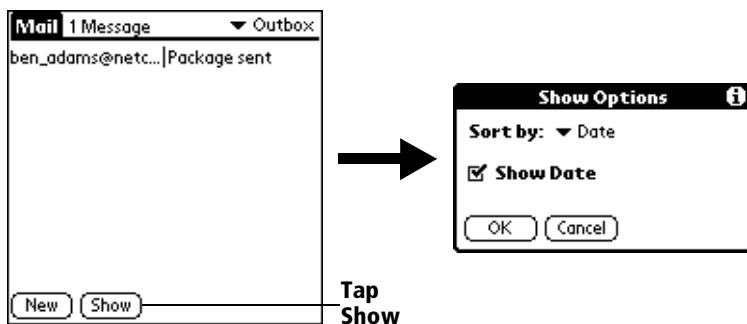 Mail 1 Message Outbox
ben_adams@netc... Package sent
New Show
Tap
Show
Show Options
Sort by: Date
Show Date
OK Cancel